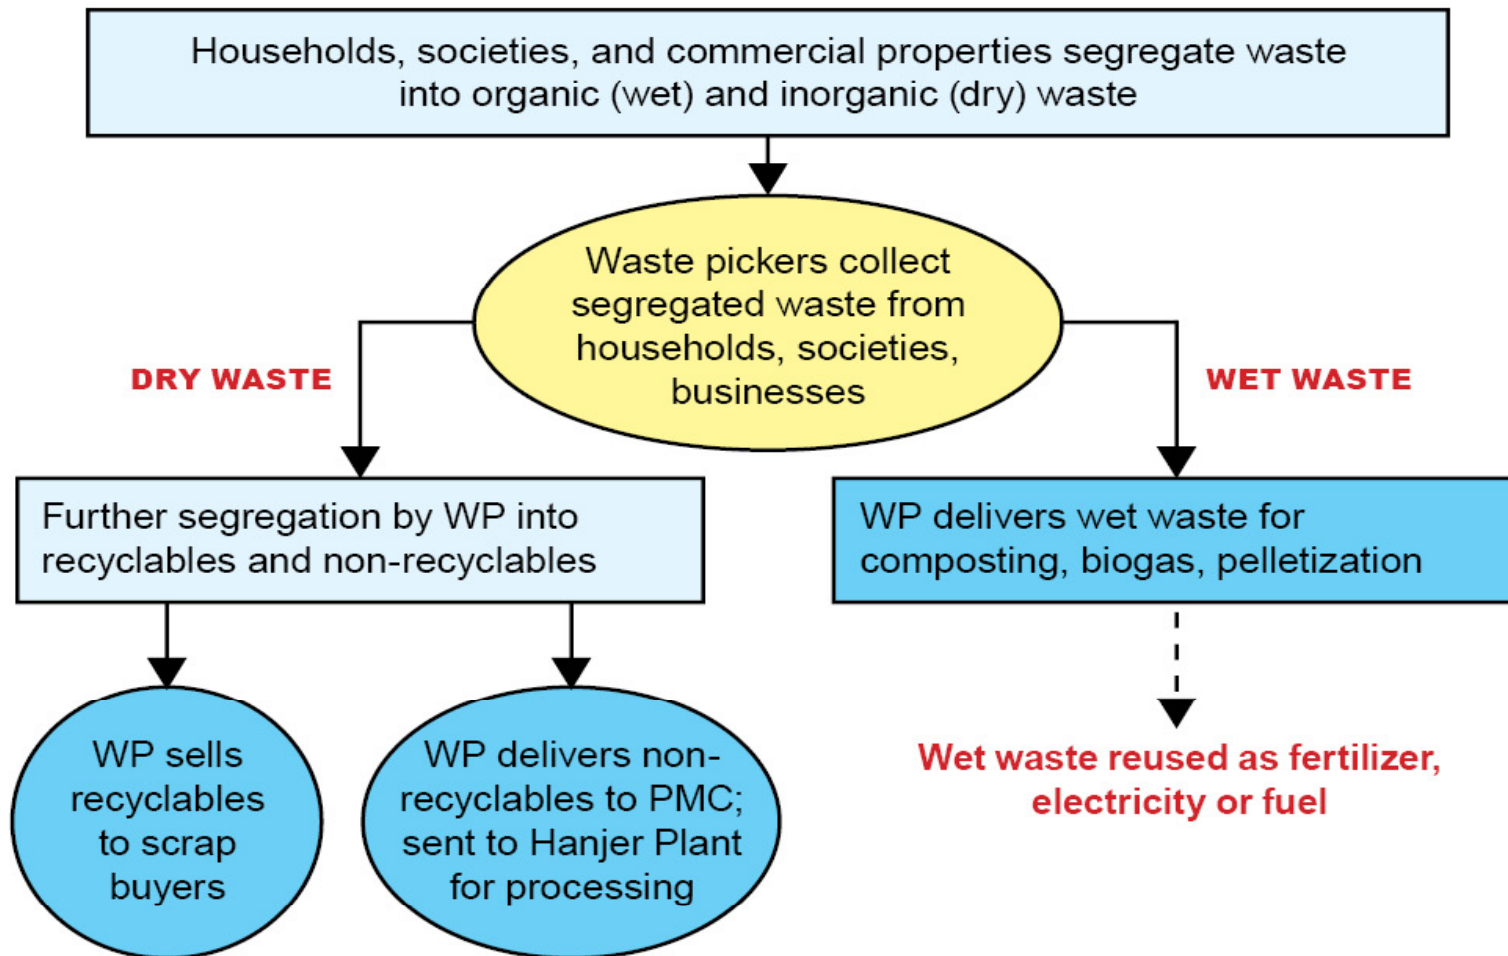 Households, societies, and commercial properties segregate waste
into organic (wet) and inorganic (dry) waste
Waste pickers collect
segregated waste from
households, societies,
businesses
DRY WASTE
WET WASTE
Further segregation by WP into
recyclables and non-recyclables
WP delivers wet waste for
composting, biogas, pelletization
WP sells
recyclables
to scrap
buyers
WP delivers non-
recyclables to PMC;
sent to Hanjer Plant
for processing
Wet waste reused as fertilizer,
electricity or fuel